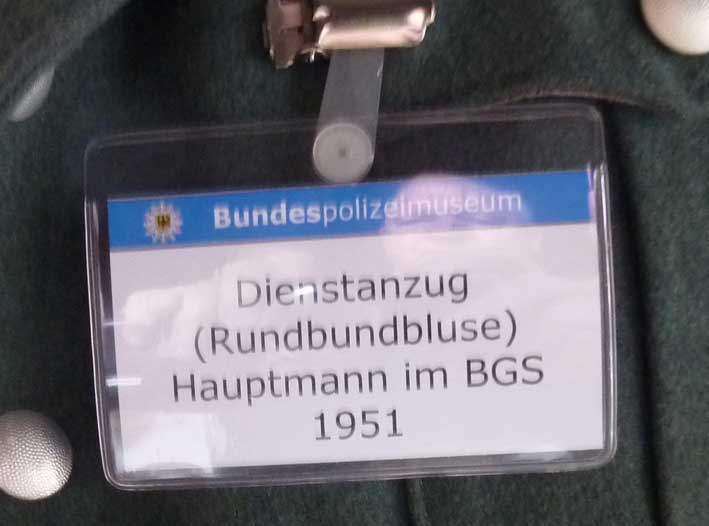 Bundespolizeimuseum
Dienstanzug
(Rundbundbluse)
Hauptmann im BGS
1951